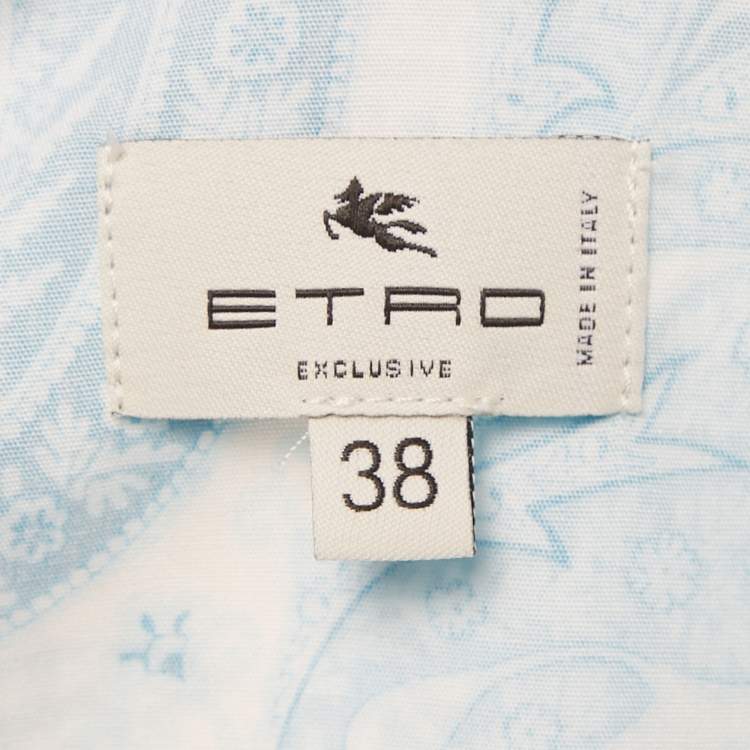 ETRO
EXCLUSIVE
MADE IN ITALY
38